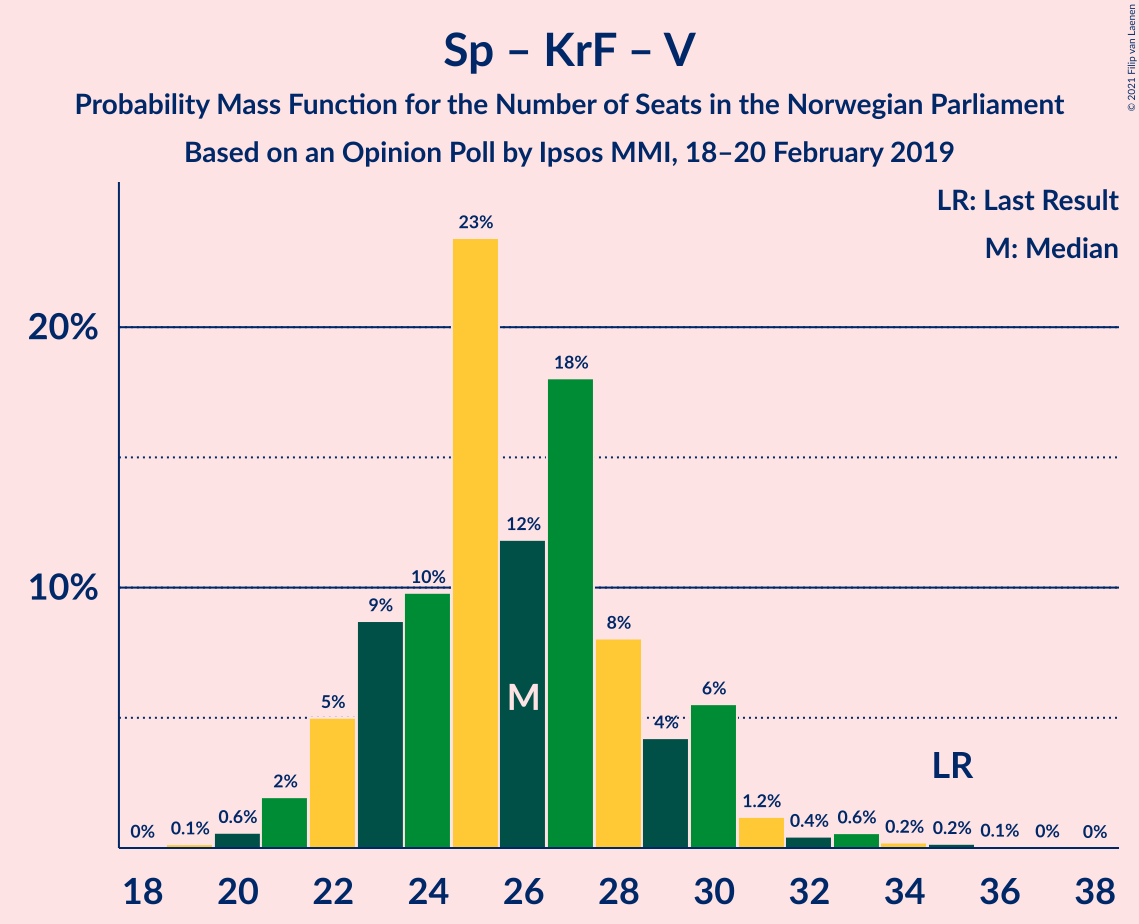 Sp – KrF – V
Probability Mass Function for the Number of Seats in the Norwegian Parliament
Based on an Opinion Poll by Ipsos MMI, 18–20 February 2019
© 2021 Filip van Laenen
LR: Last Result
M: Median
20%
10%
0%
0.1%
0.6%
2%
5%
9%
10%
23%
12%
18%
8%
4%
6%
1.2%
0.4%
0.6%
0.2%
0.2%
0.1%
0%
0%
M
LR
18 20 22 24 26 28 30 32 34 36 38